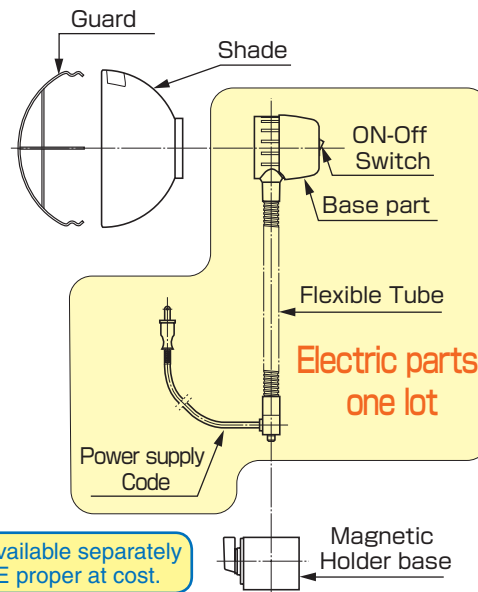 Guard
Shade
ON-Off
Switch
Base part
Flexible Tube
Electric parts
one lot
Power supply
Code
Magnetic
Holder base
vailable separately
E proper at cost.